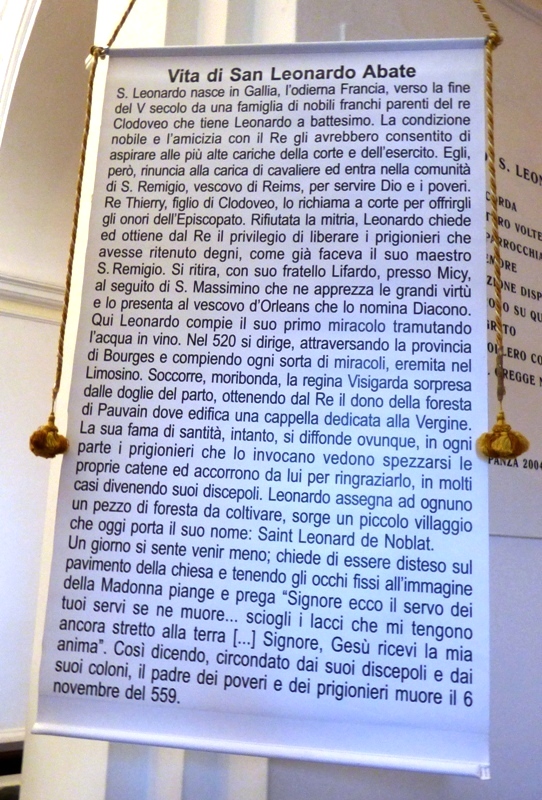 Vita di San Leonardo Abate
S. Leonardo nasce in Gallia, l'odierna Francia, verso la fine
del V secolo da una famiglia di nobili franchi parenti del re
Clodoveo che tiene Leonardo a battesimo. La condizione
nobile e l'amicizia con il Re gli avrebbero consentito di
aspirare alle più alte cariche della corte e dell'esercito. Egli,
però, rinuncia alla carica di cavaliere ed entra nella comunità
di S. Remigio, vescovo di Reims, per servire Dio e i poveri.
Re Thierry, figlio di Clodoveo, lo richiama a corte per offrirgli
gli onori dell'Episcopato. Rifiutata la mitria, Leonardo chiede
ed ottiene dal Re il privilegio di liberare i prigionieri che
avesse ritenuto degni, come già faceva il suo maestro
S. Remigio. Si ritira, con suo fratello Lifardo, presso Micy,
al seguito di S. Massimino che ne apprezza le grandi virtù
e lo presenta al vescovo d'Orleans che lo nomina Diacono.
Qui Leonardo compie il suo primo miracolo tramutando
l'acqua in vino. Nel 520 si dirige, attraversando la provincia
di Bourges e compiendo ogni sorta di miracoli, eremita nel
Limosino. Soccorre, moribonda, la regina Visigarda sorpresa
dalle doglie del parto, ottenendo dal Re il dono della foresta
di Pauvain dove edifica una cappella dedicata alla Vergine.
La sua fama di santità, intanto, si diffonde ovunque, in ogni
parte i prigionieri che lo invocano vedono spezzarsi le
proprie catene ed accorrono da lui per ringraziarlo, in molti
casi divenendo suoi discepoli. Leonardo assegna ad ognuno
un pezzo di foresta da coltivare, sorge un piccolo villaggio
che oggi porta il suo nome: Saint Leonard de Noblat.
Un giorno si sente venir meno; chiede di essere disteso sul
pavimento della chiesa e tenendo gli occhi fissi all'immagine
della Madonna piange e prega “Signore ecco il servo dei
tuoi servi se ne muore... sciogli i lacci che mi tengono
ancora stretto alla terra [...] Signore, Gesù ricevi la mia
anima”. Così dicendo, circondato dai suoi discepoli e dai
suoi coloni, il padre dei poveri e dei prigionieri muore il 6
novembre del 559.
S. LEON
VOLTE
PARROCCHIA
DISP
SU QU
CO
GREGGE
2004